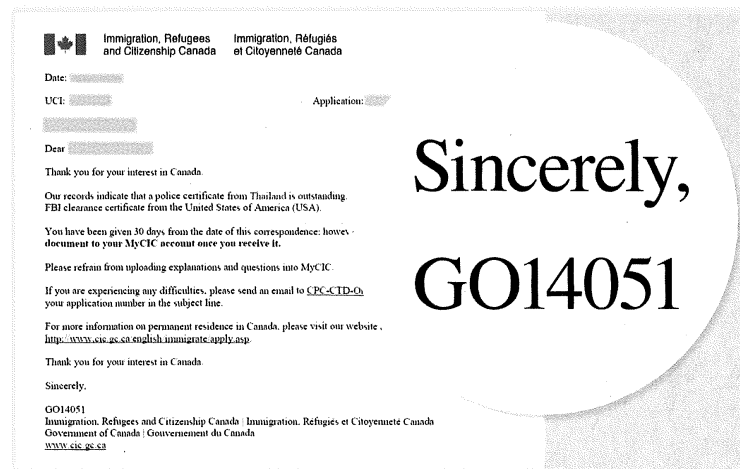 Immigration, Refugees
and Citizenship Canada
Immigration, Réfugiés
et Citoyenneté Canada
Date:
UCI:
Application:
Dear
Thank you for your interest in Canada.
Our records indicate that a police certificate from Thailand is outstanding.
FBI clearance certificate from the United States of America (USA).
You have been given 30 days from the date of this correspondence: howev
document to your MyCIC account once you receive it.
Please refrain from uploading explanations and questions into MyCIC.
If you are experiencing any difficulties, please send an email to CPC-CTD-O
your application number in the subject line.
For more information on permanent residence in Canada, please visit our website
http://www.cic.gc.ca/english/immigrate/apply.asp.
Thank you for your interest in Canada.
Sincerely,
GO14051
Immigration, Refugees and Citizenship Canada | Immigration, Réfugiés et Citoyenneté Canada
Government of Canada | Gouvernement du Canada
www.cic.gc.ca
Sincerely,
GO14051